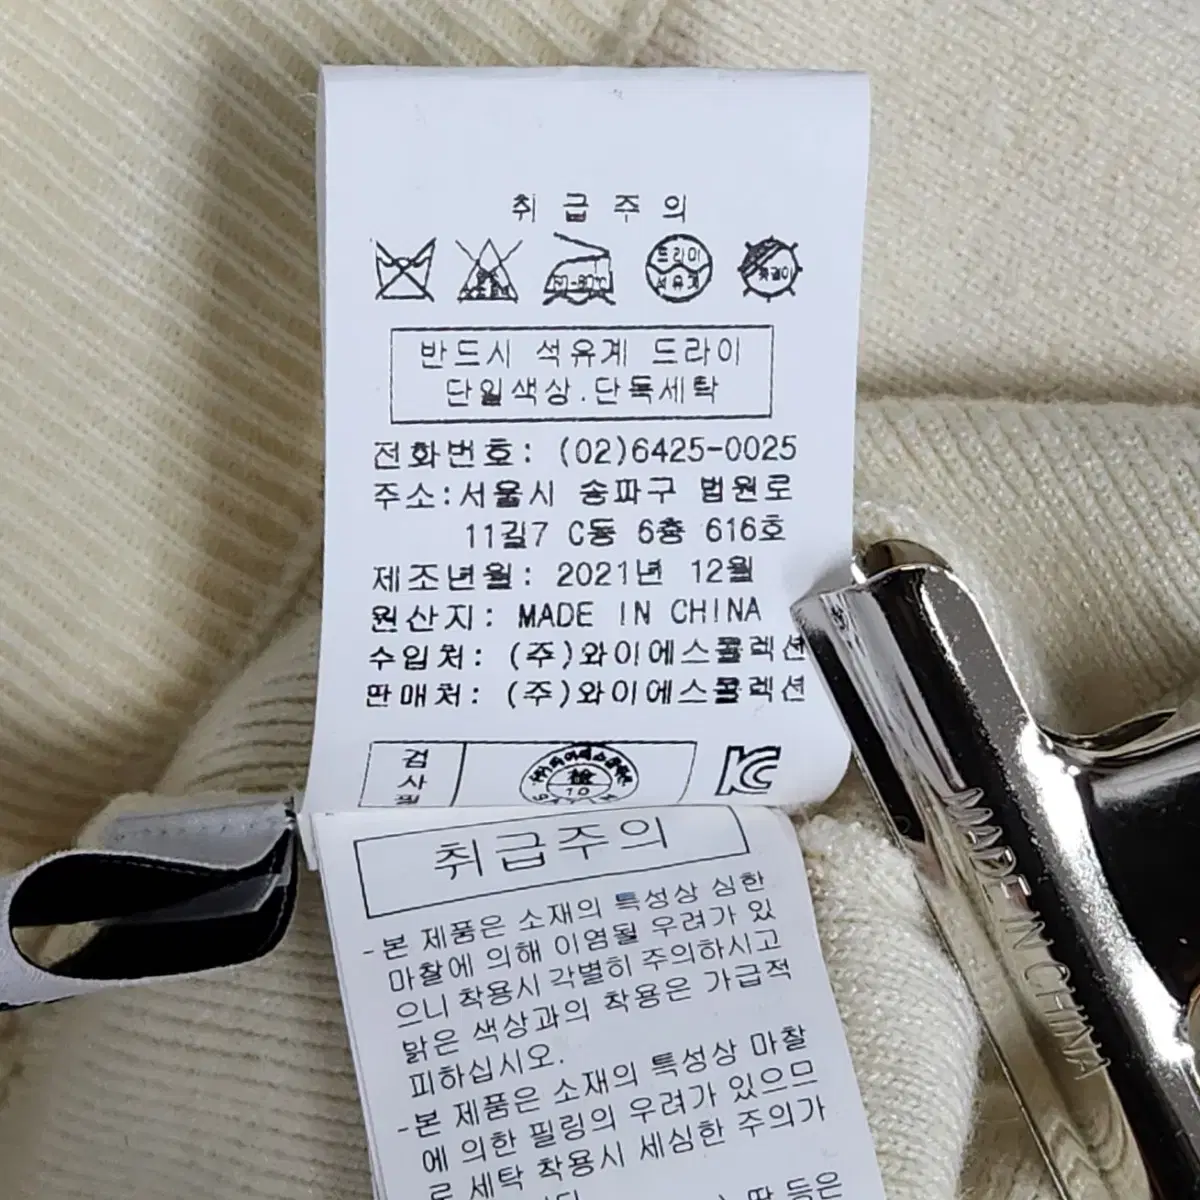 취급주의
드라이
석유계
옷걸이
반드시 석유계 드라이
단일색상.단독세탁
전화번호: (02)6425-0025
주소:서울시 송파구 법원로
11길7 C동 6층 616호
제조년월: 2021년 12월
원산지: MADE IN CHINA
수입처: (주)와이에스콜렉션
판매처: (주)와이에스콜렉션
검
사
필
檢
10
KC
취급주의
-본 제품은 소재의 특성상 심한
마찰에 의해 이염될 우려가 있
으니 착용시 각별히 주의하시고
밝은 색상과의 착용은 가급적
피하십시오.
-본 제품은 소재의 특성상 마찰
에 의한 필링의 우려가 있으므
로 세탁 착용시 세심한 주의가
땀 등은
MADE IN CHINA